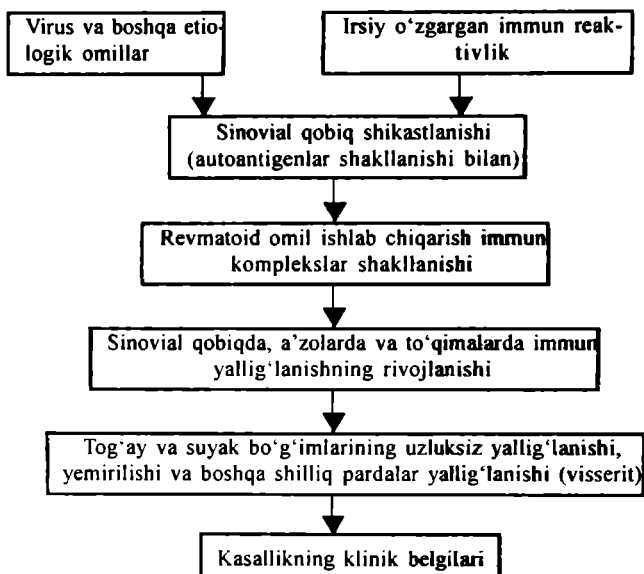 Virus va boshqa etio-
logik omillar
Irsiy o‘zgargan immun reak-
tivlik
Sinovial qobiq shikastlanishi
(autoantigenlar shakllanishi bilan)
Revmatoid omil ishlab chiqarish immun
komplekslar shakllanishi
Sinovial qobiqda, a’zolarda va to‘qimalarda immun
yallig‘lanishning rivojlanishi
Tog‘ay va suyak bo‘g‘imlarining uzluksiz yallig‘lanishi,
yemirilishi va boshqa shilliq pardalar yallig‘lanishi (visserit)
Kasallikning klinik belgilari